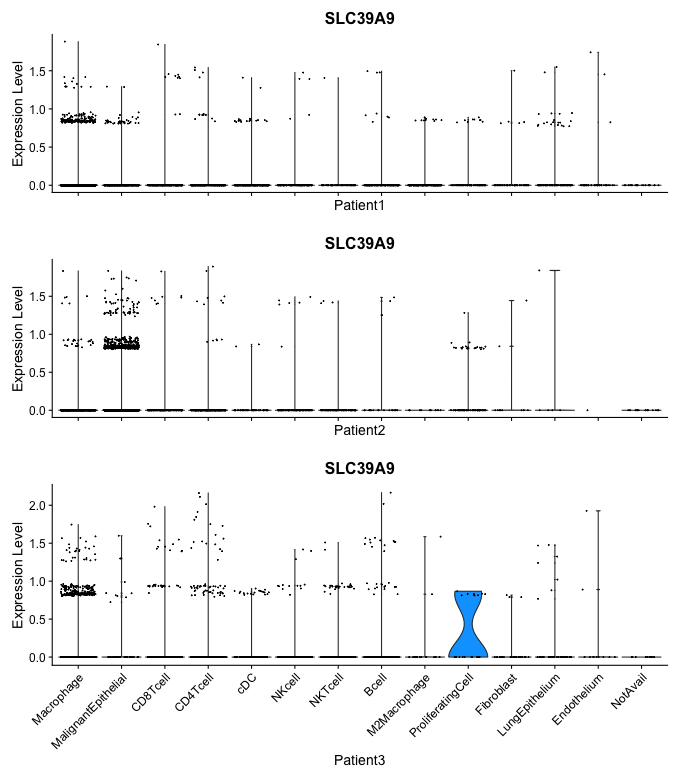 SLC39A9
Expression Level
1.5
1.0
0.5
0.0
Patient1
SLC39A9
Expression Level
1.5
1.0
0.5
0.0
Patient2
SLC39A9
Expression Level
2.0
1.5
1.0
0.5
0.0
Macrophage
MalignantEpithelial
CD8Tcell
CD4Tcell
cDC
NKcell
NKTcell
Bcell
M2Macrophage
ProliferatingCell
Fibroblast
LungEpithelium
Endothelium
NotAvail
Patient3